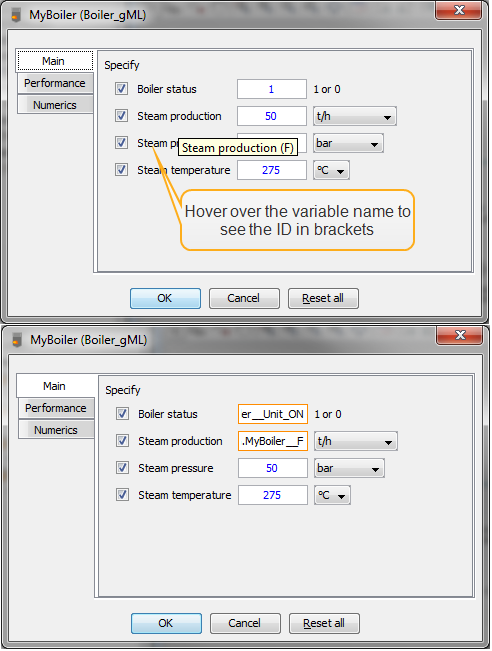 MyBoiler (Boiler_gML)
Main
Performance
Numerics
Specify
Boiler status 1 1 or 0
Steam production 50 t/h
Steam bar
Steam production (F)
Steam temperature 275 °C
Hover over the variable name to
see the ID in brackets
OK Cancel Reset all
MyBoiler (Boiler_gML)
Main
Performance
Numerics
Specify
Boiler status er__Unit_ON 1 or 0
Steam production .MyBoiler__F t/h
Steam pressure 50 bar
Steam temperature 275 °C
OK Cancel Reset all